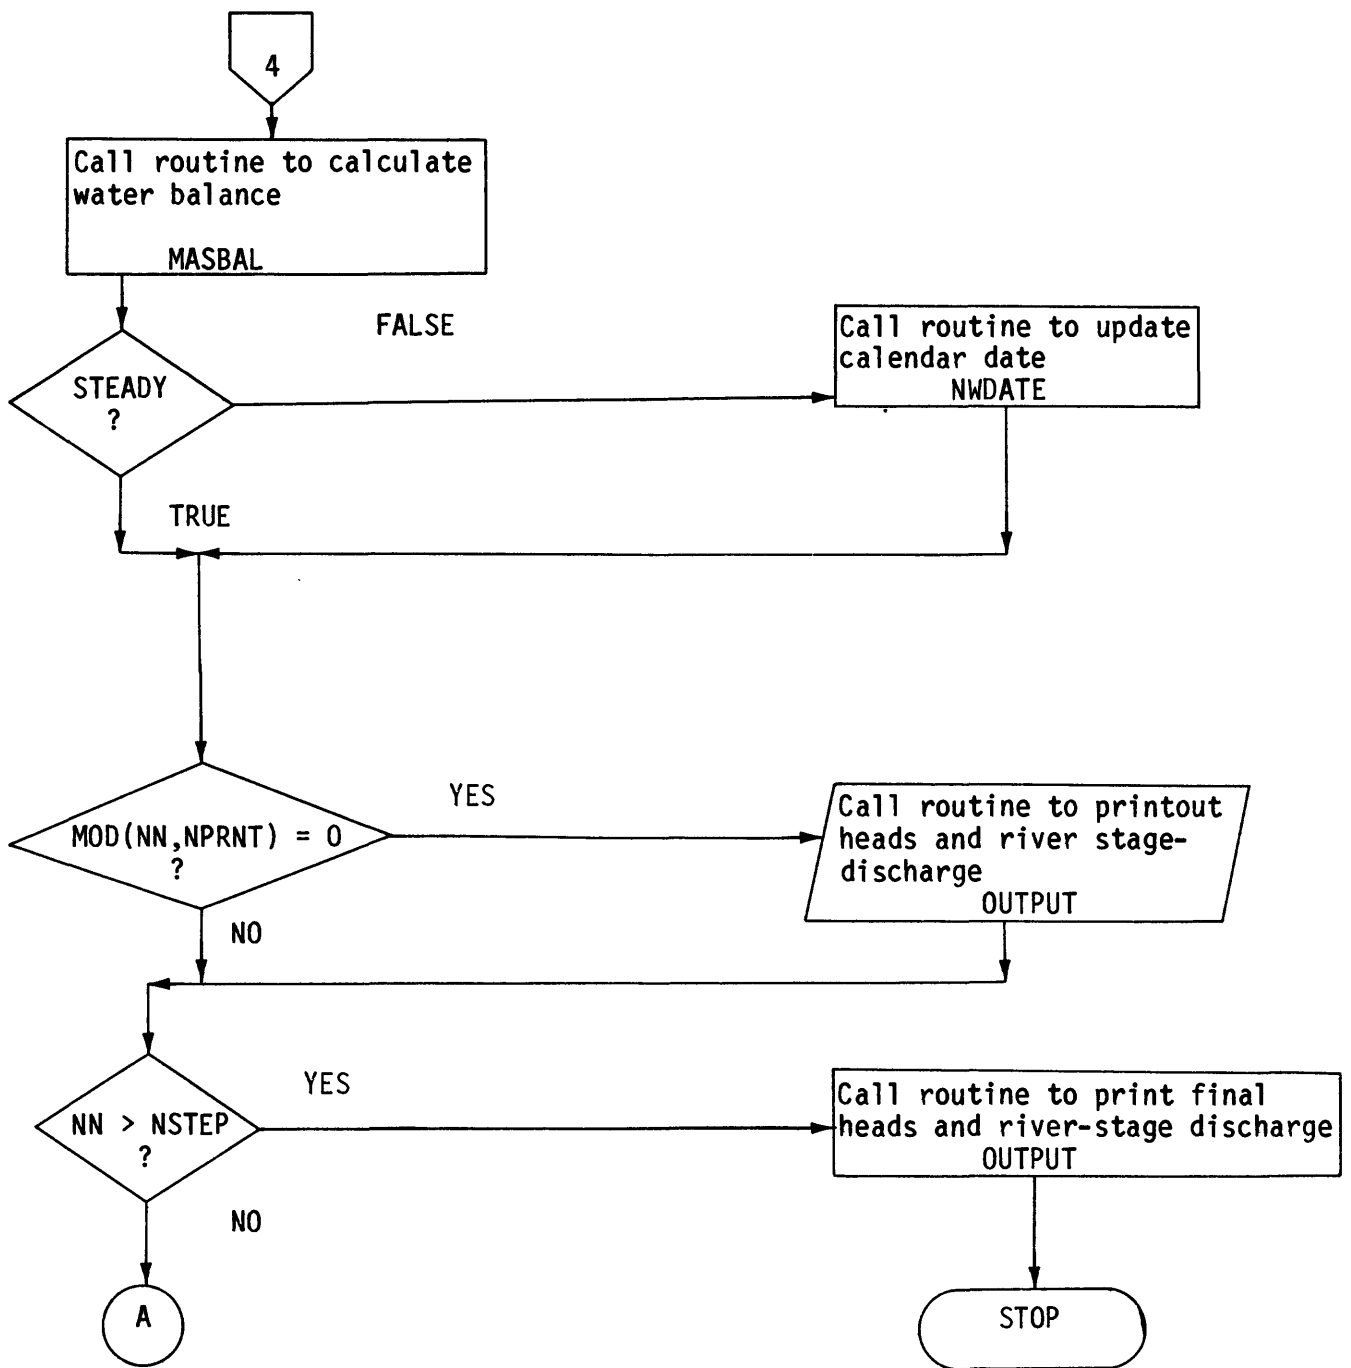 4
Call routine to calculate
water balance
MASBAL
FALSE
STEADY
?
Call routine to update
calendar date
NWDATE
TRUE
YES
MOD(NN,NPRNT) = 0
?
Call routine to printout
heads and river stage-
discharge
OUTPUT
NO
YES
NN > NSTEP
?
Call routine to print final
heads and river-stage discharge
OUTPUT
NO
A
STOP